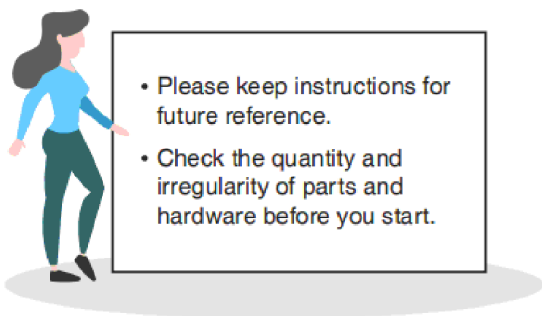 • Please keep instructions for
future reference.
• Check the quantity and
irregularity of parts and
hardware before you start.